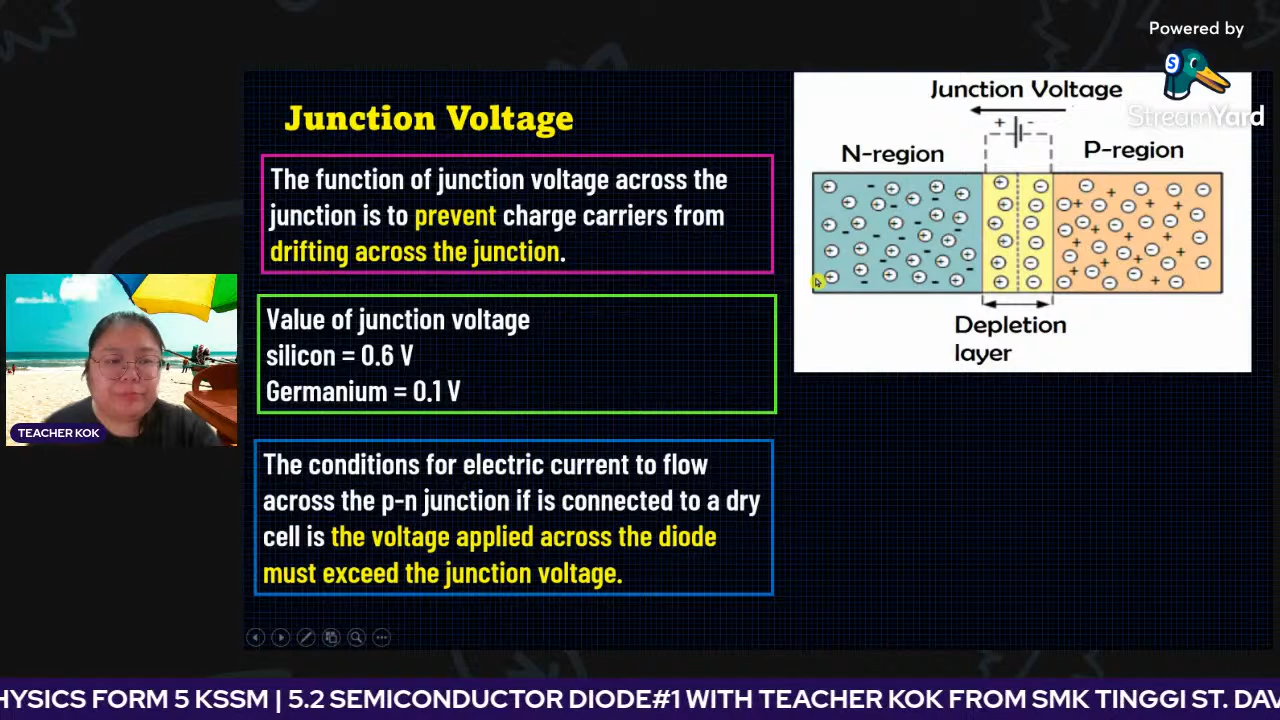 Powered by
StreamYard
Junction Voltage
The function of junction voltage across the
junction is to prevent charge carriers from
drifting across the junction.
Value of junction voltage
silicon = 0.6 V
Germanium = 0.1 V
The conditions for electric current to flow
across the p-n junction if is connected to a dry
cell is the voltage applied across the diode
must exceed the junction voltage.
Junction Voltage
+ -
N-region
P-region
Depletion
layer
TEACHER KOK
HYSICS FORM 5 KSSM | 5.2 SEMICONDUCTOR DIODE#1 WITH TEACHER KOK FROM SMK TINGGI ST. DAV